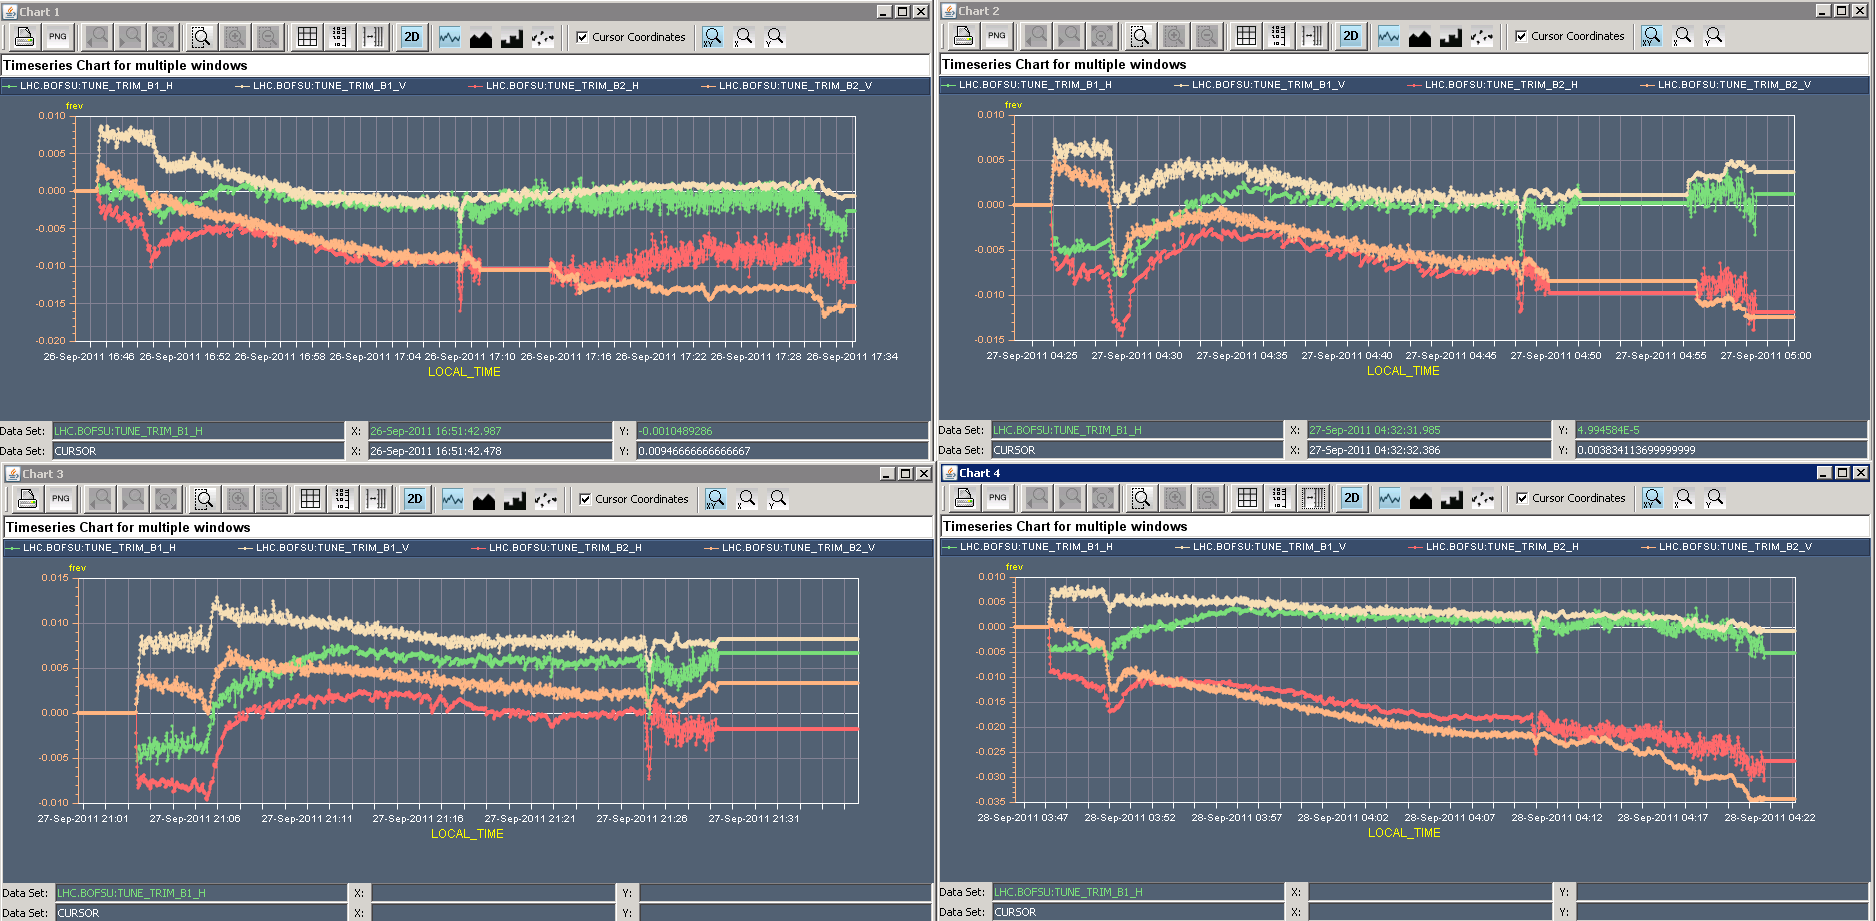 Chart 1
PNG 2D Cursor Coordinates XY X Y
Timeseries Chart for multiple windows
LHC.BOFSU:TUNE_TRIM_B1_H LHC.BOFSU:TUNE_TRIM_B1_V LHC.BOFSU:TUNE_TRIM_B2_H LHC.BOFSU:TUNE_TRIM_B2_V
frev
0.010
0.005
0.000
-0.005
-0.010
-0.015
-0.020
26-Sep-2011 16:46 26-Sep-2011 16:52 26-Sep-2011 16:58 26-Sep-2011 17:04 26-Sep-2011 17:10 26-Sep-2011 17:16 26-Sep-2011 17:22 26-Sep-2011 17:28 26-Sep-2011 17:34
LOCAL_TIME
Data Set: LHC.BOFSU:TUNE_TRIM_B1_H X: 26-Sep-2011 16:51:42.987 Y: -0.0010489286
Data Set: CURSOR X: 26-Sep-2011 16:51:42.478 Y: 0.00946666666666667
Chart 2
PNG 2D Cursor Coordinates XY X Y
Timeseries Chart for multiple windows
LHC.BOFSU:TUNE_TRIM_B1_H LHC.BOFSU:TUNE_TRIM_B1_V LHC.BOFSU:TUNE_TRIM_B2_H LHC.BOFSU:TUNE_TRIM_B2_V
frev
0.010
0.005
0.000
-0.005
-0.010
-0.015
27-Sep-2011 04:25 27-Sep-2011 04:30 27-Sep-2011 04:35 27-Sep-2011 04:40 27-Sep-2011 04:45 27-Sep-2011 04:50 27-Sep-2011 04:55 27-Sep-2011 05:00
LOCAL_TIME
Data Set: LHC.BOFSU:TUNE_TRIM_B1_H X: 27-Sep-2011 04:32:31.985 Y: 4.994584E-5
Data Set: CURSOR X: 27-Sep-2011 04:32:32.386 Y: 0.003834113699999999
Chart 3
PNG 2D Cursor Coordinates XY X Y
Timeseries Chart for multiple windows
LHC.BOFSU:TUNE_TRIM_B1_H LHC.BOFSU:TUNE_TRIM_B1_V LHC.BOFSU:TUNE_TRIM_B2_H LHC.BOFSU:TUNE_TRIM_B2_V
frev
0.015
0.010
0.005
0.000
-0.005
-0.010
27-Sep-2011 21:01 27-Sep-2011 21:06 27-Sep-2011 21:11 27-Sep-2011 21:16 27-Sep-2011 21:21 27-Sep-2011 21:26 27-Sep-2011 21:31
LOCAL_TIME
Data Set: LHC.BOFSU:TUNE_TRIM_B1_H X: Y:
Data Set: CURSOR X: Y:
Chart 4
PNG 2D Cursor Coordinates XY X Y
Timeseries Chart for multiple windows
LHC.BOFSU:TUNE_TRIM_B1_H LHC.BOFSU:TUNE_TRIM_B1_V LHC.BOFSU:TUNE_TRIM_B2_H LHC.BOFSU:TUNE_TRIM_B2_V
frev
0.010
0.005
0.000
-0.005
-0.010
-0.015
-0.020
-0.025
-0.030
-0.035
28-Sep-2011 03:47 28-Sep-2011 03:52 28-Sep-2011 03:57 28-Sep-2011 04:02 28-Sep-2011 04:07 28-Sep-2011 04:12 28-Sep-2011 04:17 28-Sep-2011 04:22
LOCAL_TIME
Data Set: LHC.BOFSU:TUNE_TRIM_B1_H X: Y:
Data Set: CURSOR X: Y: